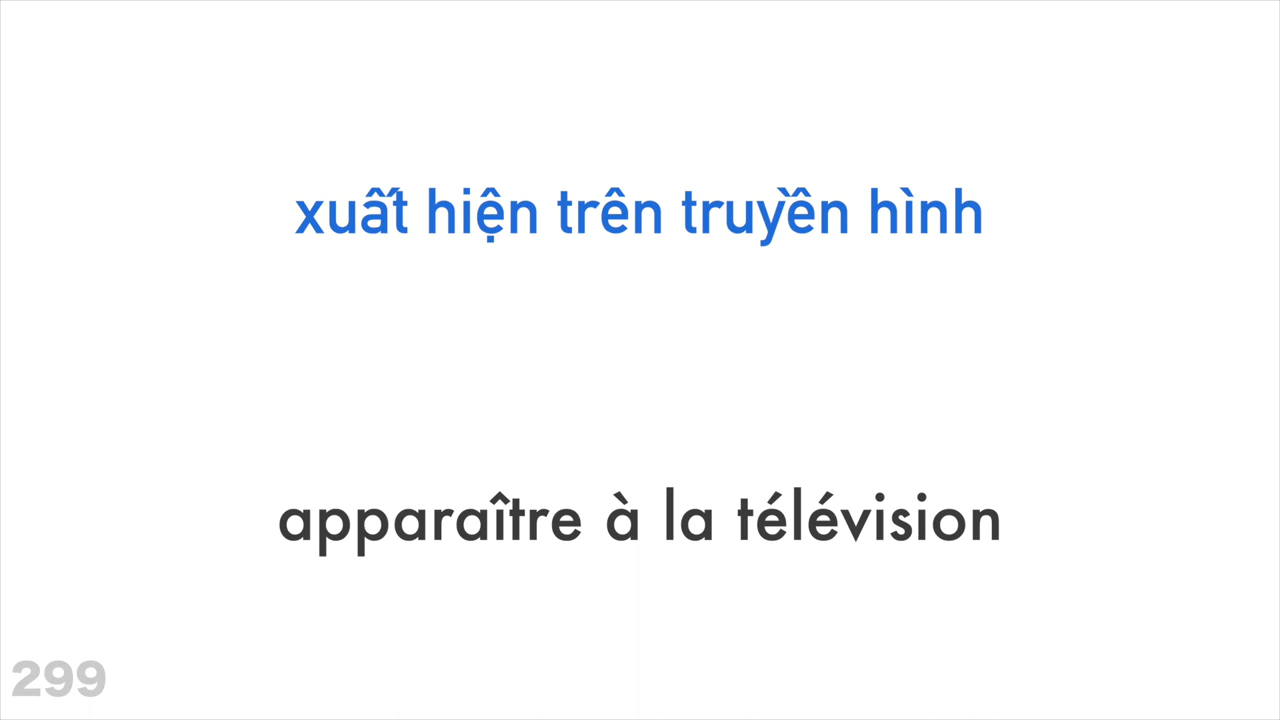 xuất hiện trên truyền hình
apparaître à la télévision
299